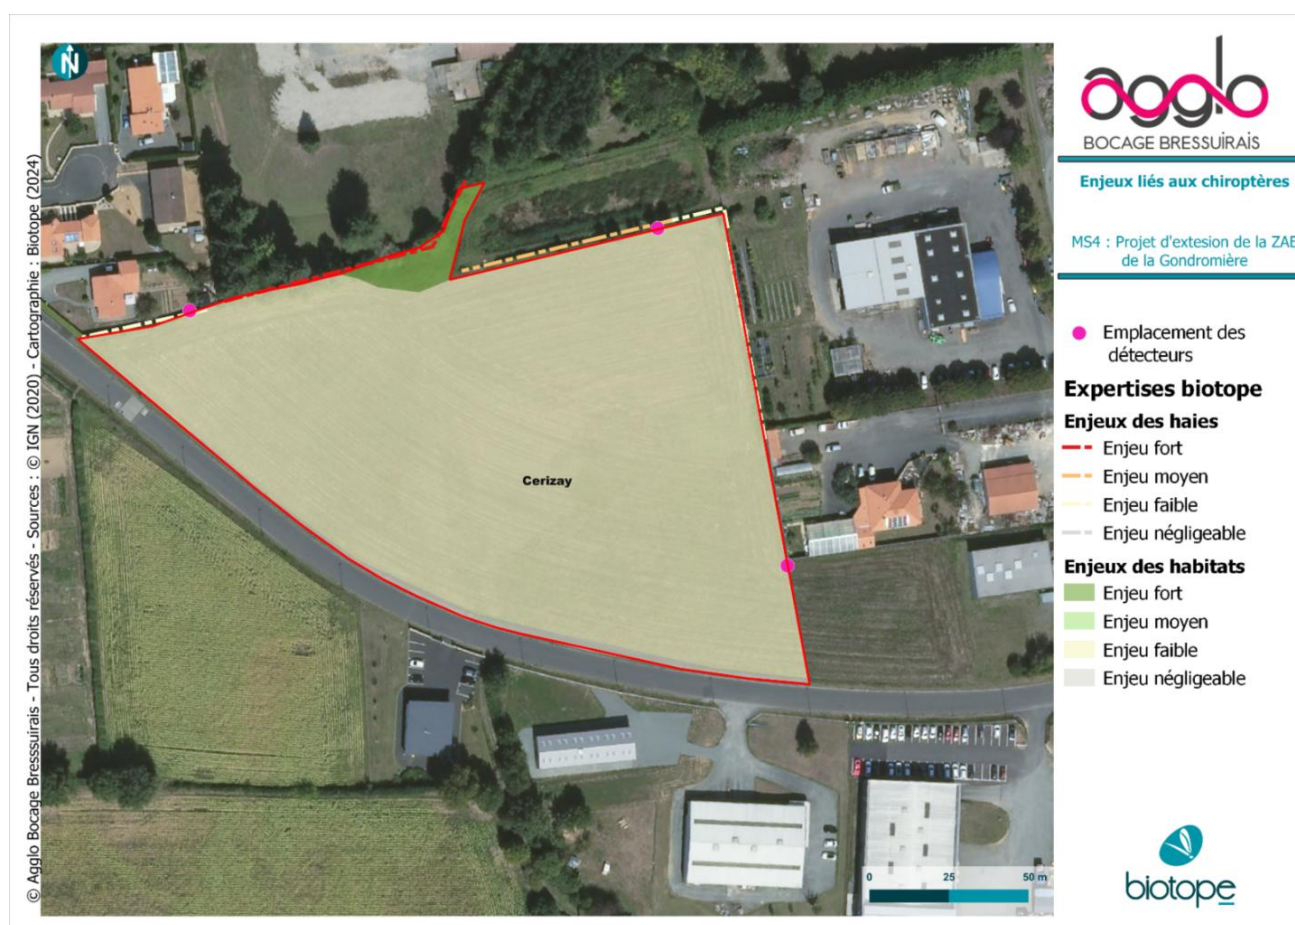 N
agglo
BOCAGE BRESSUIRAIS
Enjeux liés aux chiroptères
MS4 : Projet d'extesion de la ZAE
de la Gondromière
Emplacement des
détecteurs
Expertises biotope
Enjeux des haies
Enjeu fort
Enjeu moyen
Enjeu faible
Enjeu négligeable
Enjeux des habitats
Enjeu fort
Enjeu moyen
Enjeu faible
Enjeu négligeable
Cerizay
0 25 50 m
biotope
© Agglo Bocage Bressuirais - Tous droits réservés - Sources : © IGN (2020) - Cartographie : Biotope (2024)